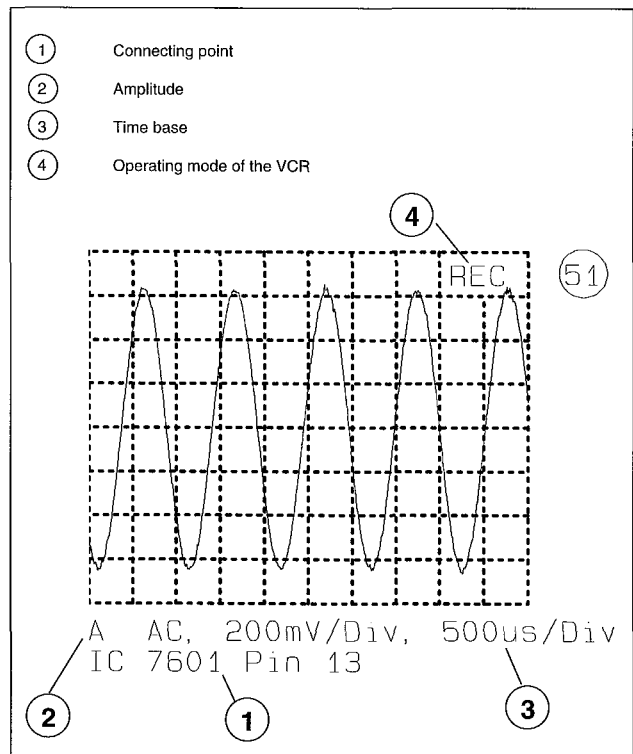 1 Connecting point
2 Amplitude
3 Time base
4 Operating mode of the VCR
4
REC 51
A AC, 200mV/Div, 500us/Div
IC 7601 Pin 13
2 1 3